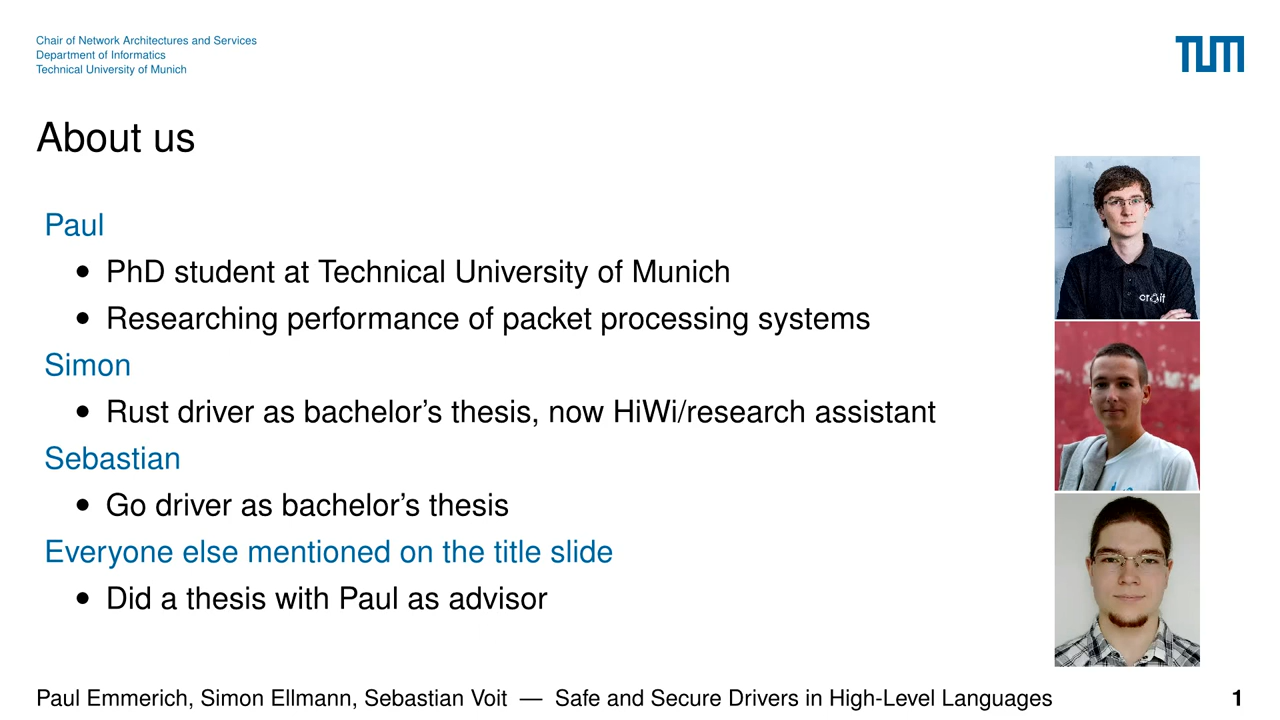 Chair of Network Architectures and Services
Department of Informatics
Technical University of Munich
TUM
About us
Paul
• PhD student at Technical University of Munich
• Researching performance of packet processing systems
Simon
• Rust driver as bachelor’s thesis, now HiWi/research assistant
Sebastian
• Go driver as bachelor’s thesis
Everyone else mentioned on the title slide
• Did a thesis with Paul as advisor
Paul Emmerich, Simon Ellmann, Sebastian Voit — Safe and Secure Drivers in High-Level Languages 1